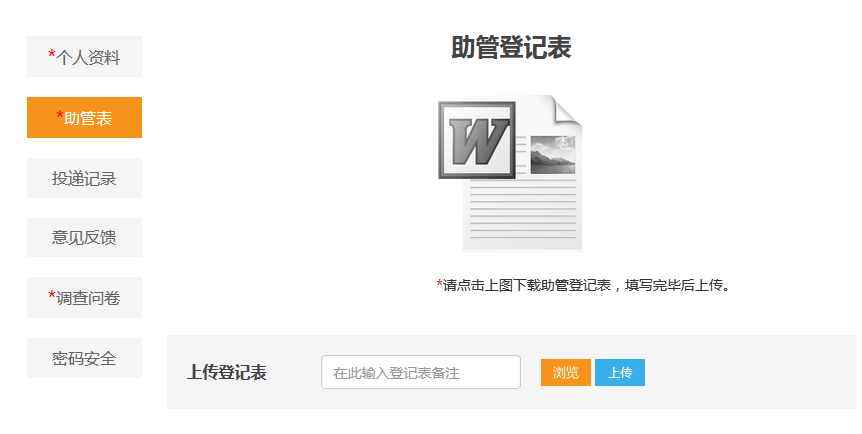 *个人资料
*助管表
投递记录
意见反馈
*调查问卷
密码安全
助管登记表
W
*请点击上图下载助管登记表，填写完毕后上传。
上传登记表
在此输入登记表备注
浏览
上传